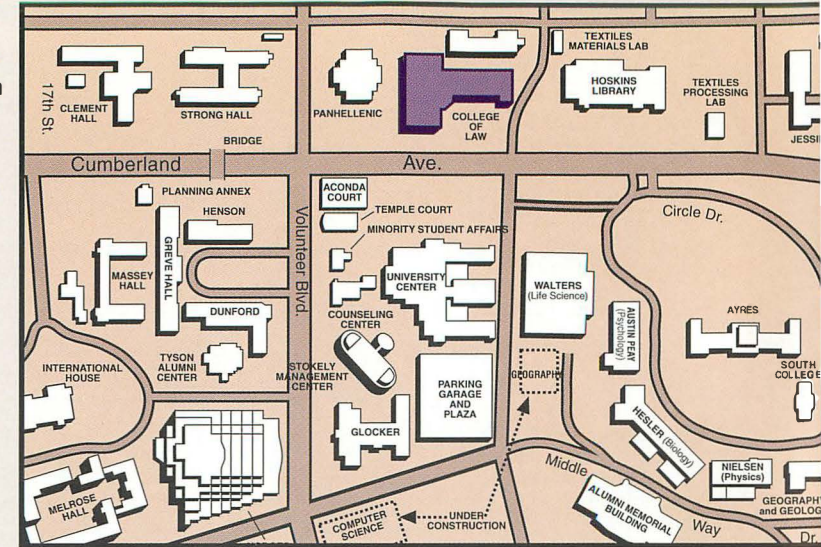 TEXTILES
MATERIALS LAB
17th St.
CLEMENT
HALL
STRONG HALL
PANHELLENIC
COLLEGE
OF
LAW
HOSKINS
LIBRARY
TEXTILES
PROCESSING
LAB
BRIDGE
Cumberland
Ave.
PLANNING ANNEX
HENSON
GREVE HALL
MASSEY
HALL
DUNFORD
TYSON
ALUMNI
CENTER
INTERNATIONAL
HOUSE
MELROSE
HALL
Volunteer Blvd.
ACONDA
COURT
TEMPLE COURT
MINORITY STUDENT AFFAIRS
UNIVERSITY
CENTER
COUNSELING
CENTER
STOKELY
MANAGEMENT
CENTER
GLOCKER
PARKING
GARAGE
AND
PLAZA
COMPUTER
SCIENCE
UNDER
CONSTRUCTION
Circle Dr.
WALTERS
(Life Science)
AUSTIN PEAY
(Psychology)
AYRES
SOUTH
COLLEGE
GEOGRAPHY
HESLER (Biology)
NIELSEN
(Physics)
Middle
Way
ALUMNI MEMORIAL
BUILDING
GEOGRAPHY
and GEOLOG
Dr.
JESSI